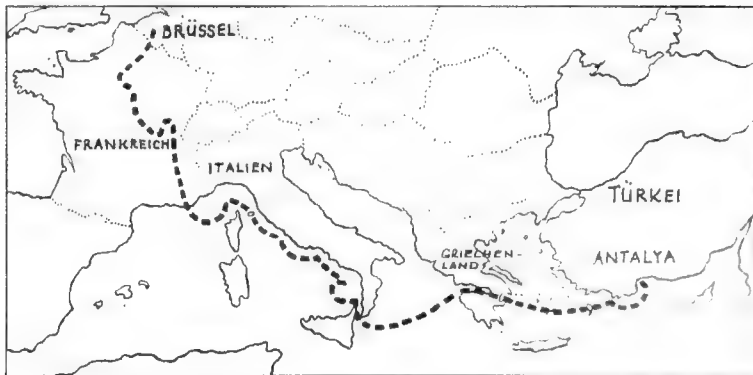 BRÜSSEL
FRANKREICH
ITALIEN
TÜRKEI
GRIECHEN-
LAND
ANTALYA